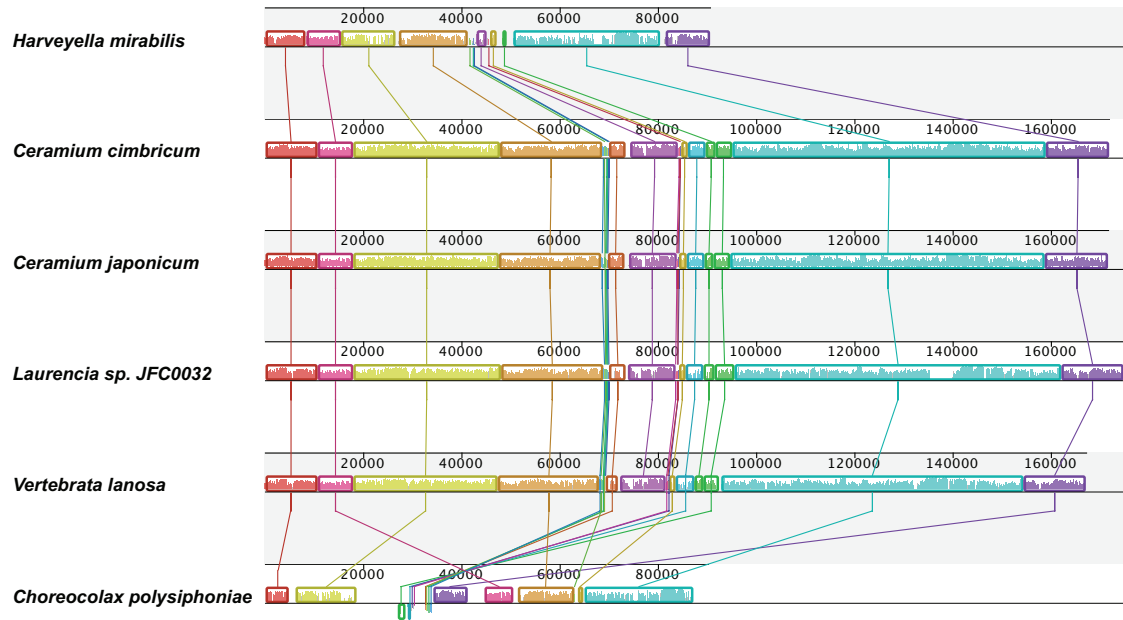 20000 40000 60000 80000
Harveyella mirabilis
20000 40000 60000 80000 100000 120000 140000 160000
Ceramium cimbricum
20000 40000 60000 80000 100000 120000 140000 160000
Ceramium japonicum
20000 40000 60000 80000 100000 120000 140000 160000
Laurencia sp. JFC0032
20000 40000 60000 80000 100000 120000 140000 160000
Vertebrata lanosa
20000 40000 60000 80000
Choreocolax polysiphoniae